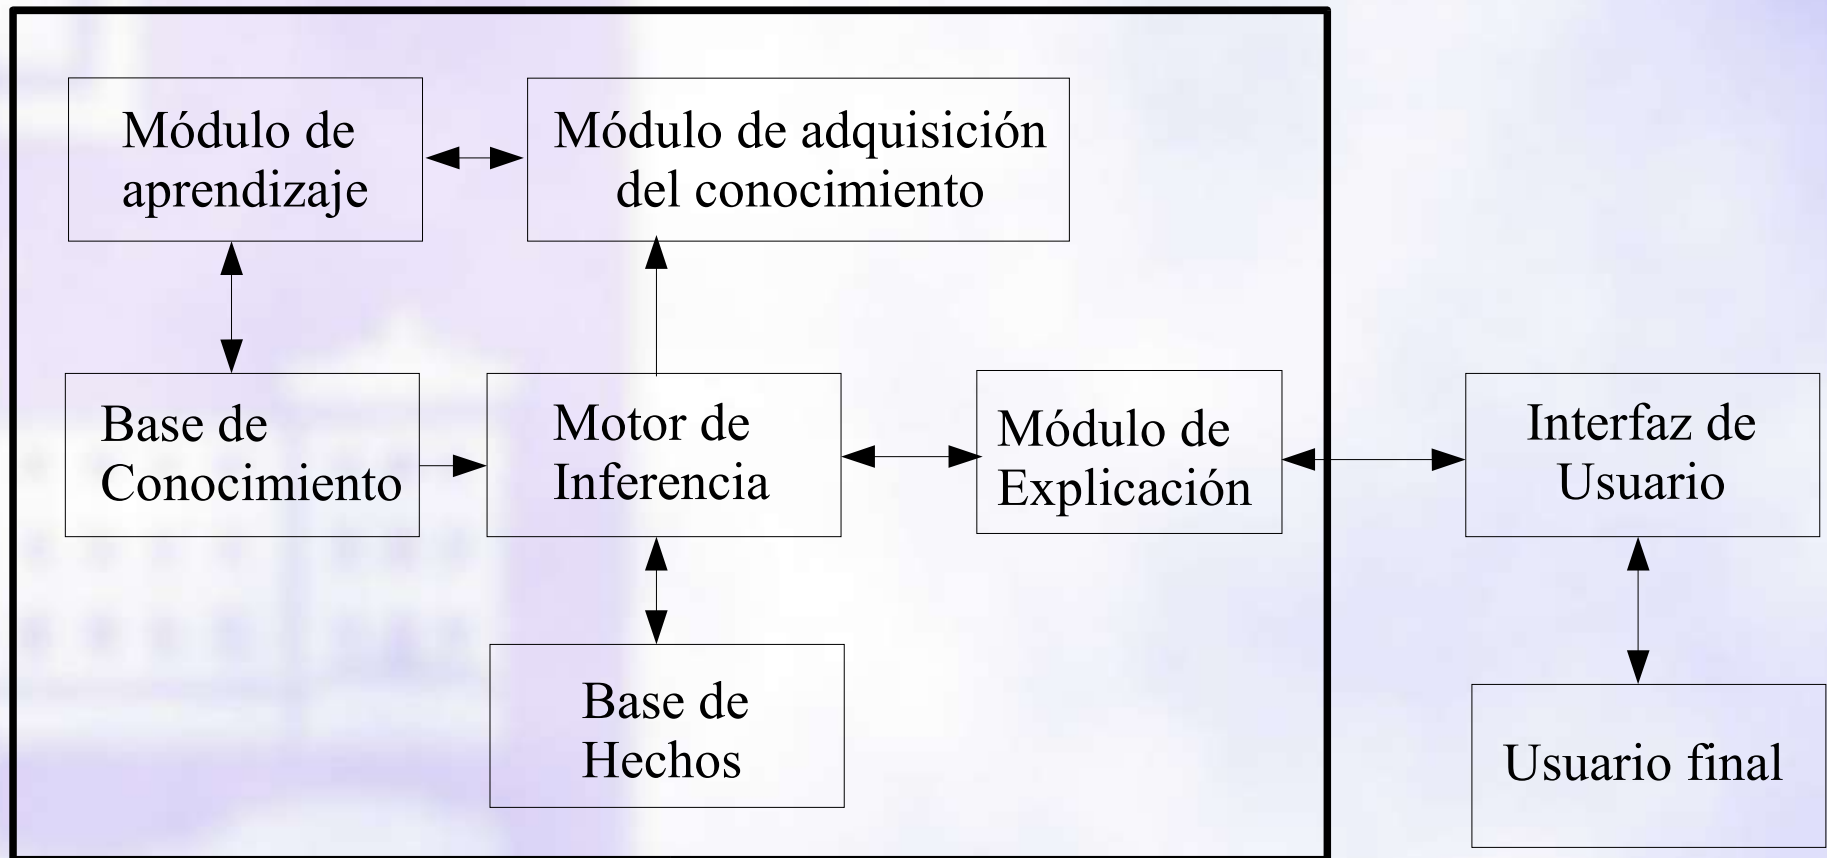 Módulo de
aprendizaje
Módulo de adquisición
del conocimiento
Base de
Conocimiento
Motor de
Inferencia
Módulo de
Explicación
Interfaz de
Usuario
Base de
Hechos
Usuario final